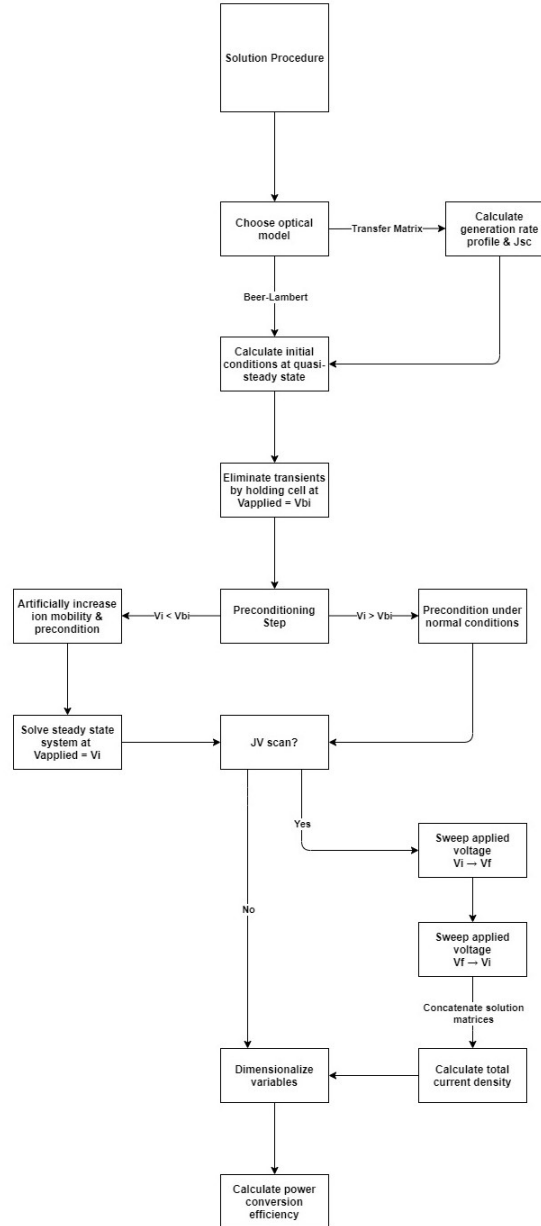 Solution Procedure
Choose optical
model
Transfer Matrix
Calculate
generation rate
profile & Jsc
Beer-Lambert
Calculate initial
conditions at quasi-
steady state
Eliminate transients
by holding cell at
Vapplied = Vbi
Artificially increase
ion mobility &
precondition
Vi < Vbi
Preconditioning
Step
Vi > Vbi
Precondition under
normal conditions
Solve steady state
system at
Vapplied = Vi
JV scan?
Yes
Sweep applied
voltage
Vi → Vf
No
Sweep applied
voltage
Vf → Vi
Concatenate solution
matrices
Dimensionalize
variables
Calculate total
current density
Calculate power
conversion
efficiency